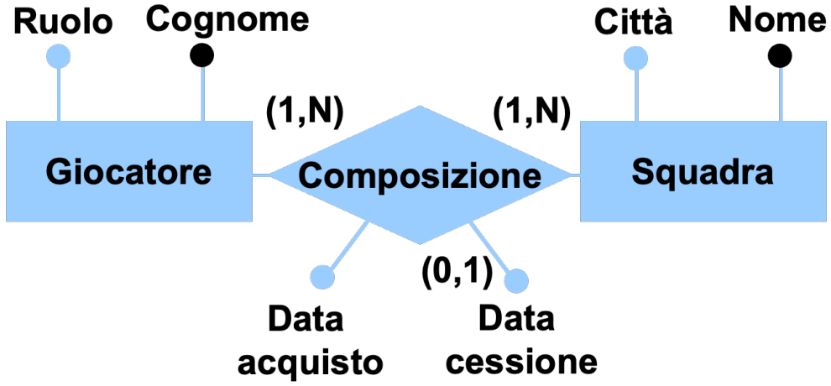 Ruolo Cognome Città Nome
(1,N) (1,N)
Giocatore Composizione Squadra
(0,1)
Data Data
acquisto cessione